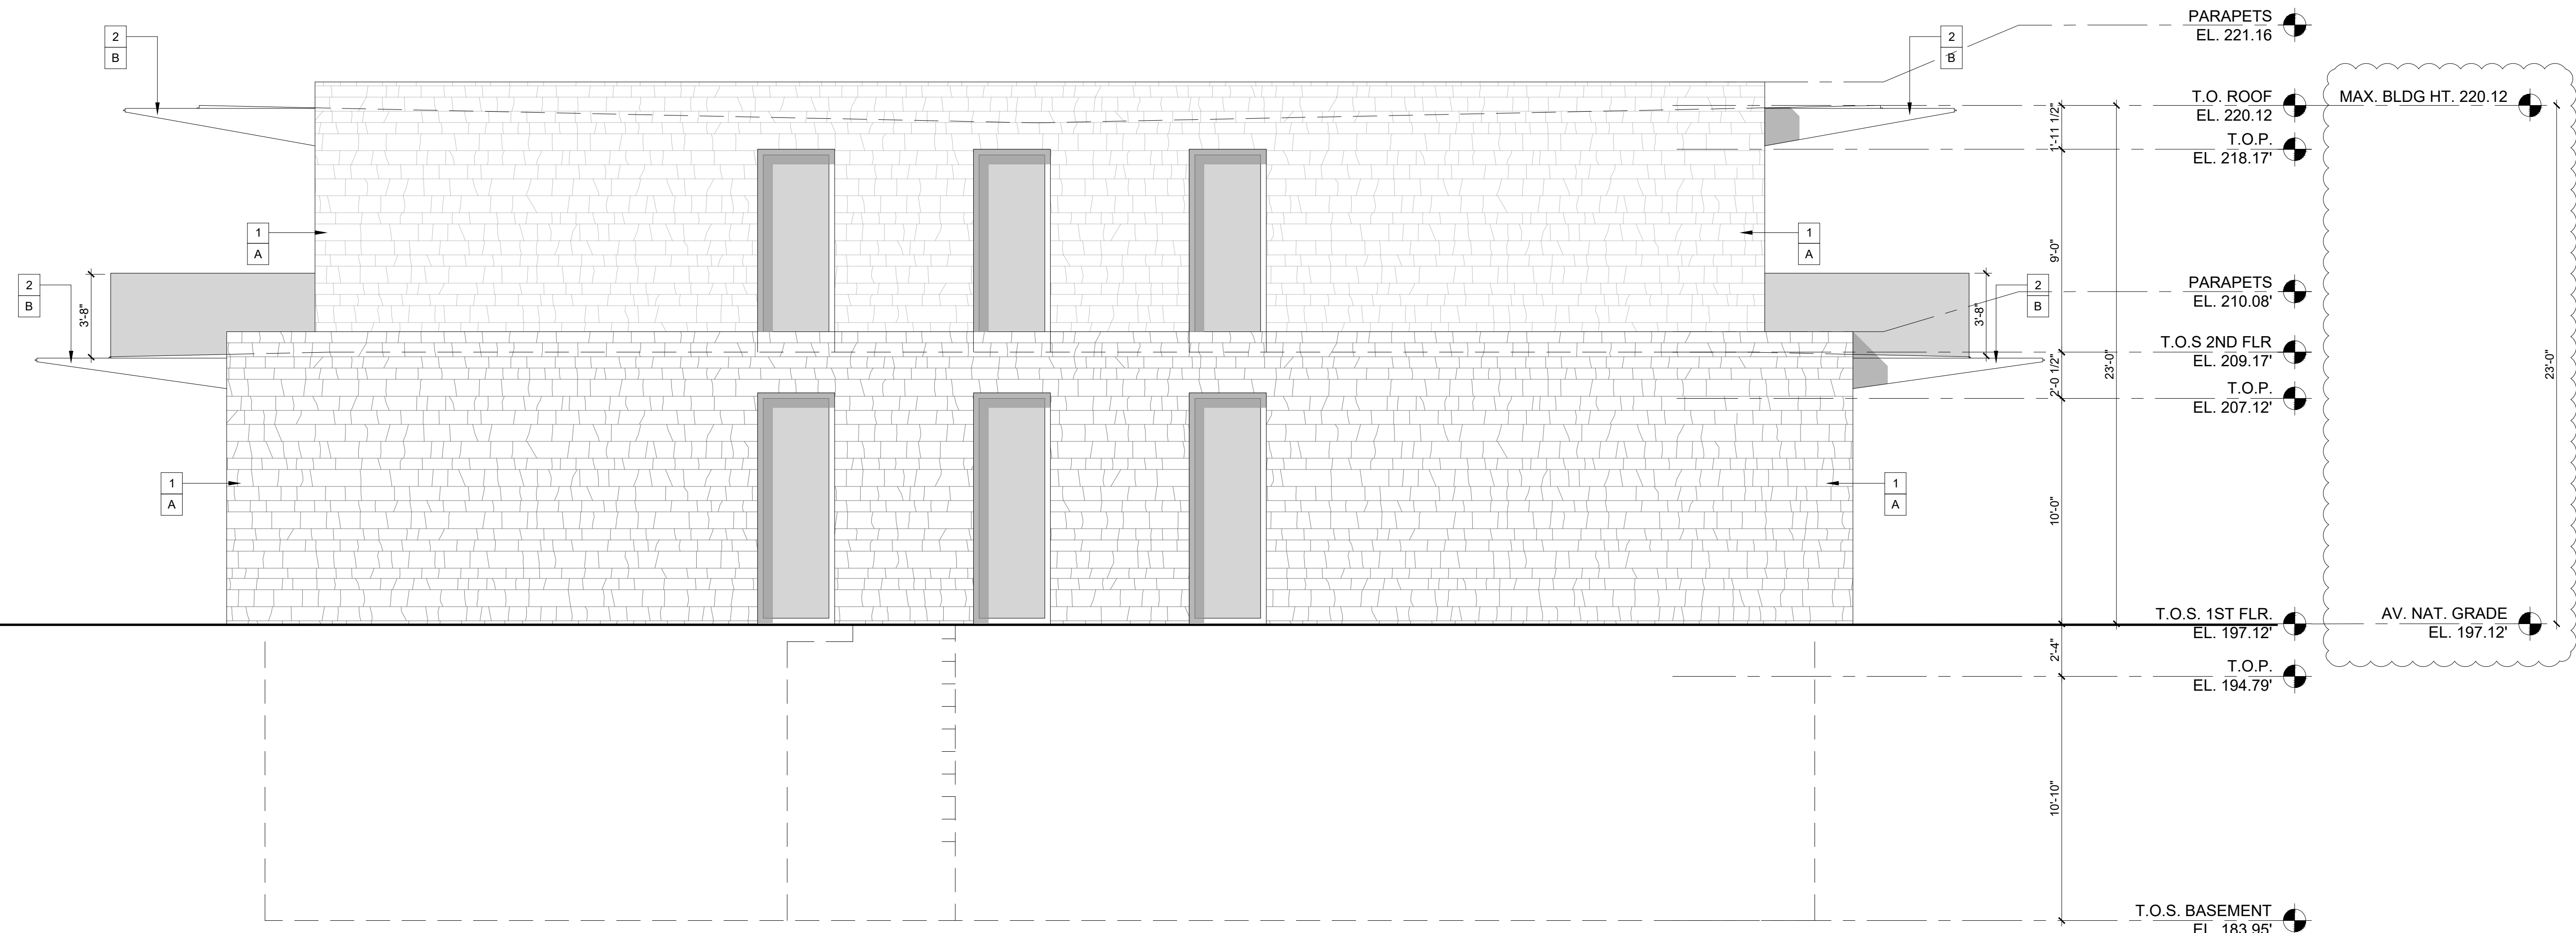 PARAPETS
EL. 221.16
2
B
2
B
T.O. ROOF
EL. 220.12
MAX. BLDG HT. 220.12
1'-11 1/2"
T.O.P.
EL. 218.17'
1
A
1
A
9'-0"
2
B
3'-8"
3'-8"
2
B
PARAPETS
EL. 210.08'
T.O.S 2ND FLR
EL. 209.17'
2'-0 1/2"
23'-0"
23'-0"
T.O.P.
EL. 207.12'
1
A
1
A
10'-0"
T.O.S. 1ST FLR.
EL. 197.12'
AV. NAT. GRADE
EL. 197.12'
2'-4"
T.O.P.
EL. 194.79'
10'-10"
T.O.S. BASEMENT
EL. 183.95'